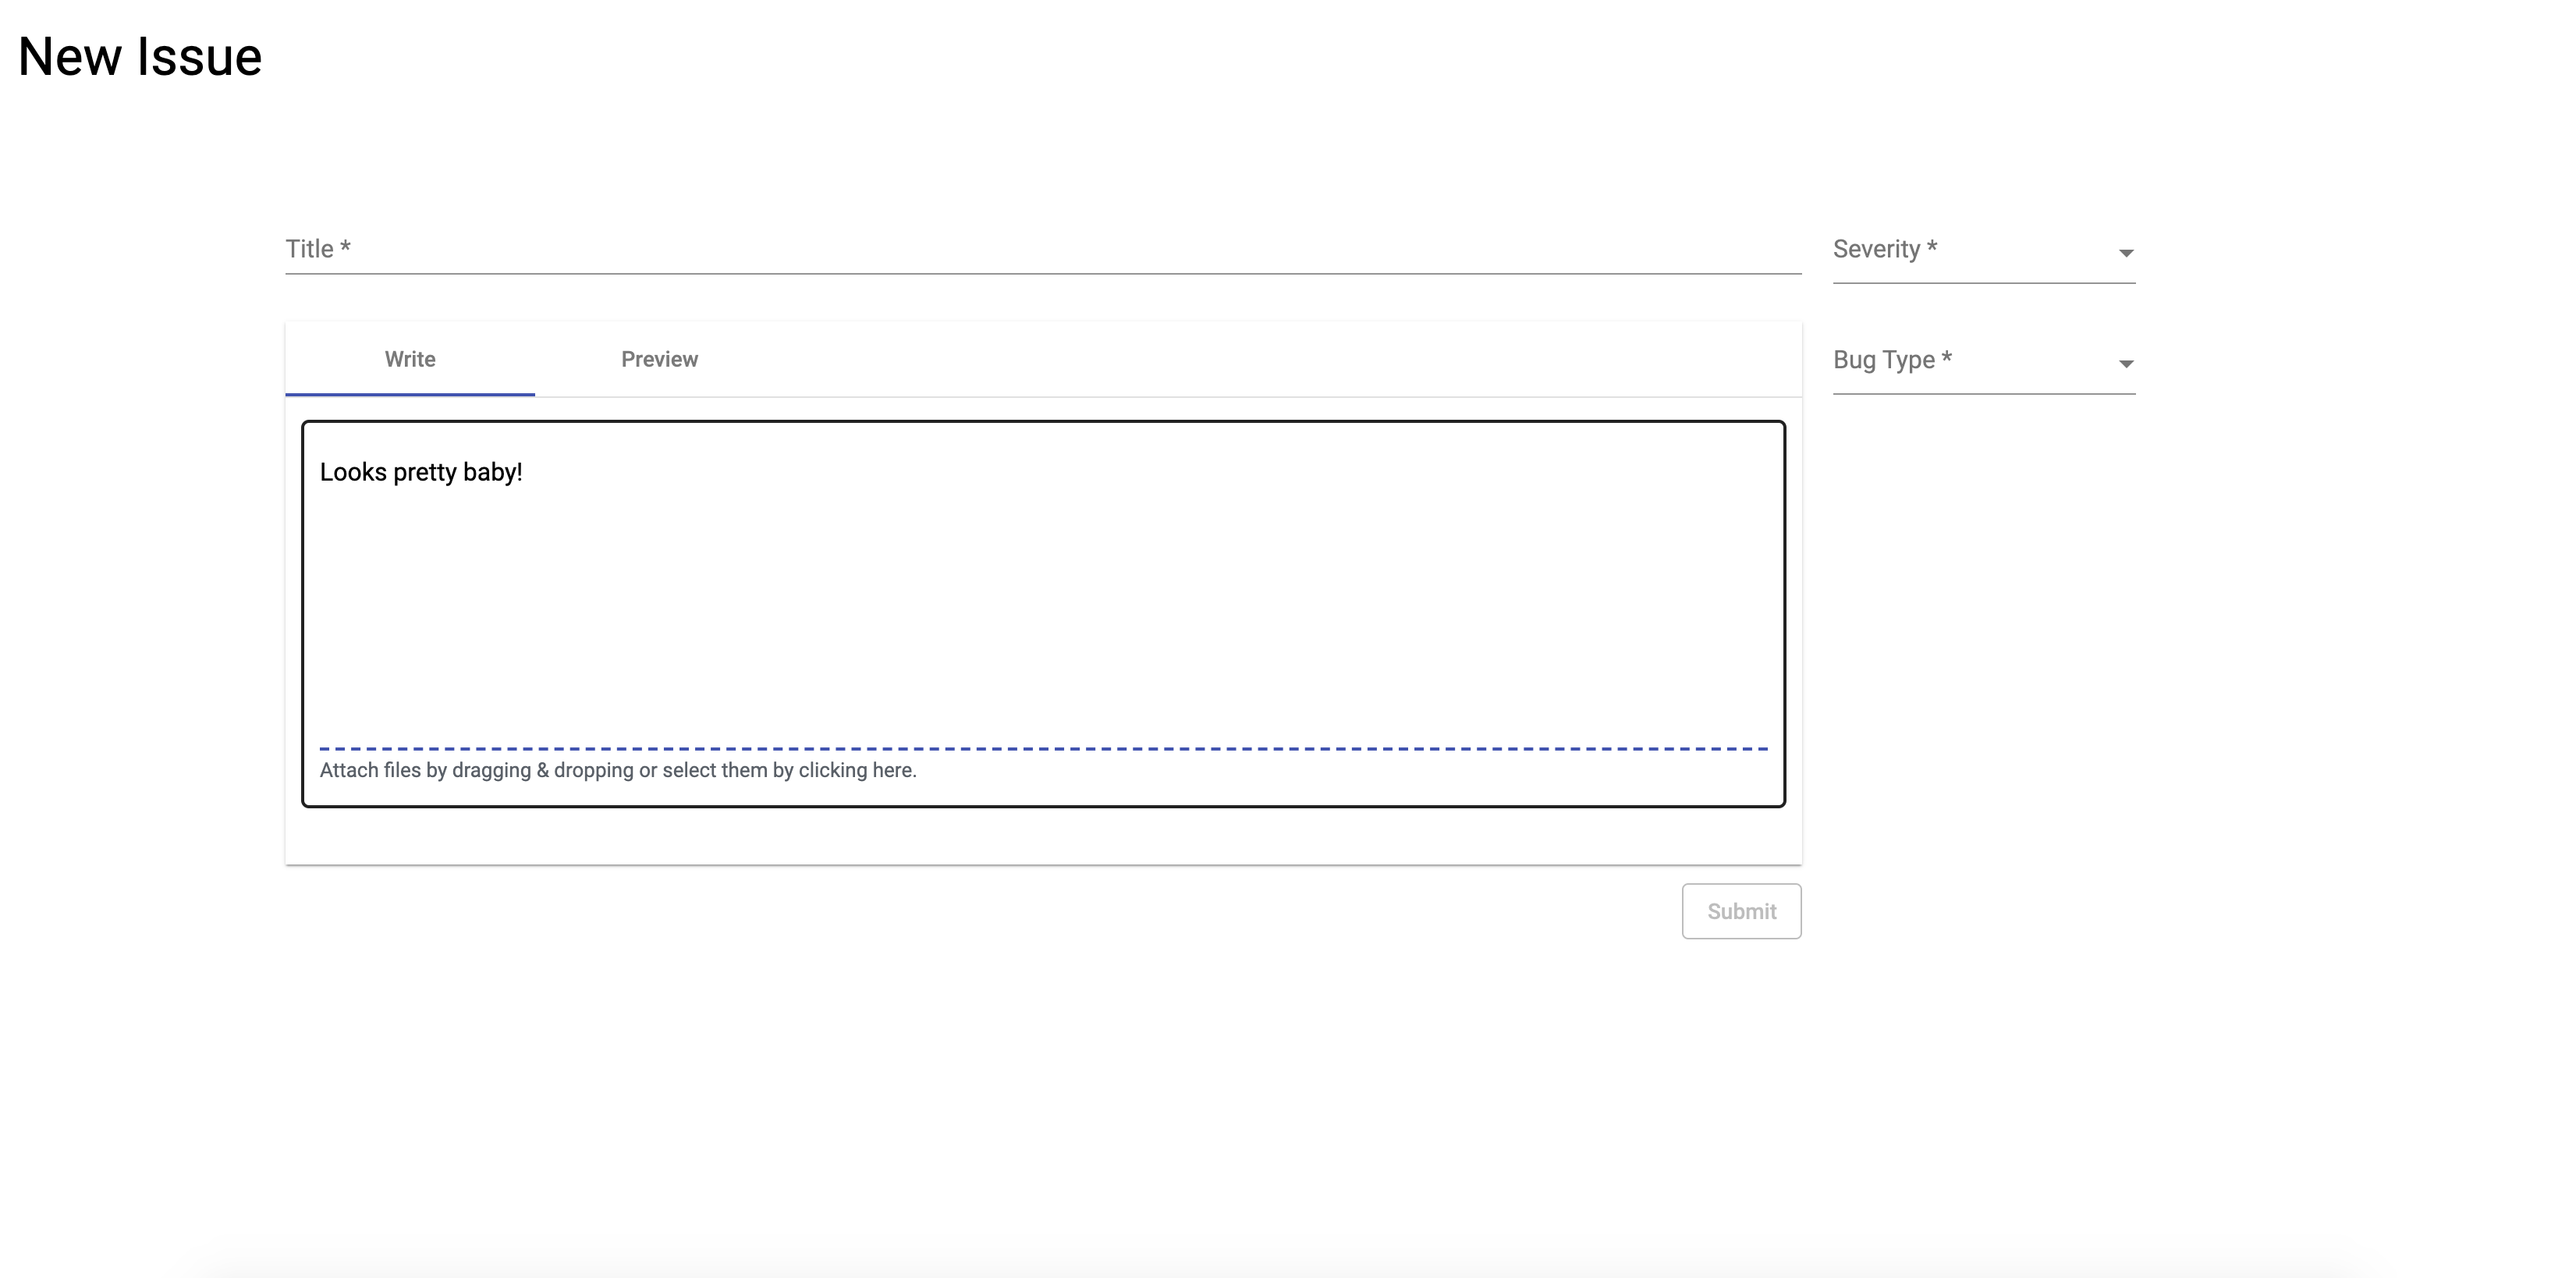 New Issue
Title *
Severity *
Write
Preview
Bug Type *
Looks pretty baby!
Attach files by dragging & dropping or select them by clicking here.
Submit